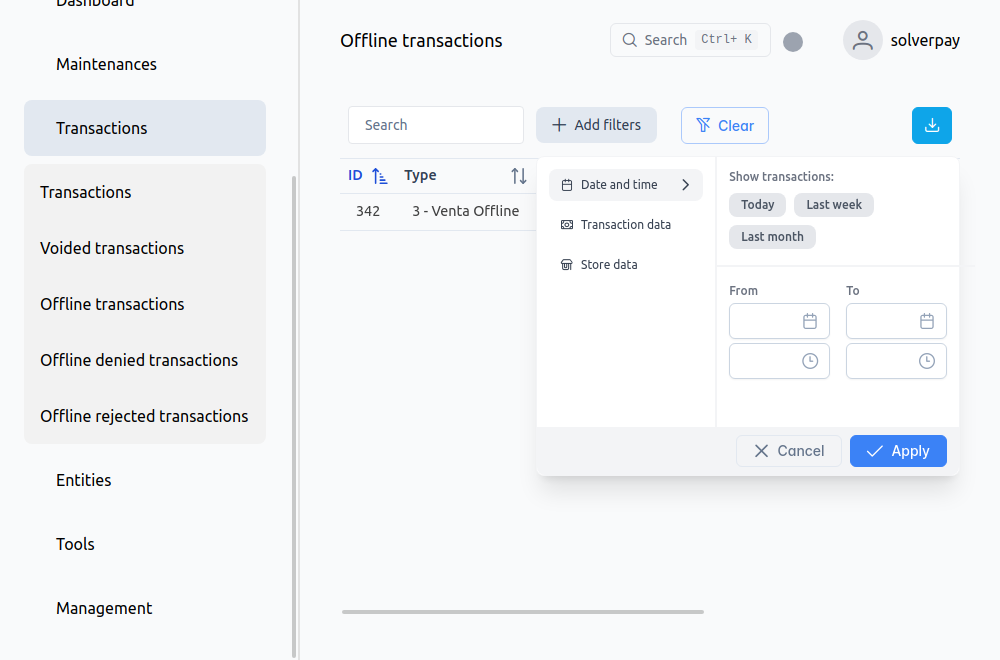 Dashboard
Maintenances
Transactions
Transactions
Voided transactions
Offline transactions
Offline denied transactions
Offline rejected transactions
Entities
Tools
Management
Offline transactions
Search Ctrl+ K
solverpay
Search
Add filters
Clear
ID Type
342 3 - Venta Offline
Date and time
Transaction data
Store data
Show transactions:
Today Last week
Last month
From To
Cancel Apply